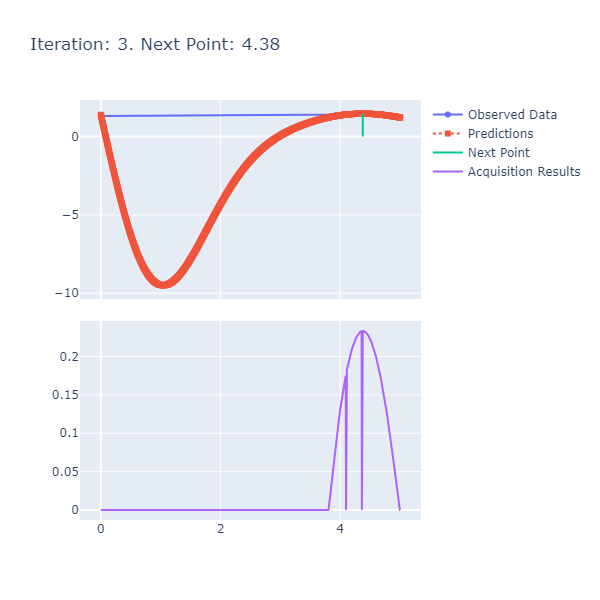 Iteration: 3. Next Point: 4.38
Observed Data
Predictions
Next Point
Acquisition Results
0
−5
−10
0.2
0.15
0.1
0.05
0
0
2
4